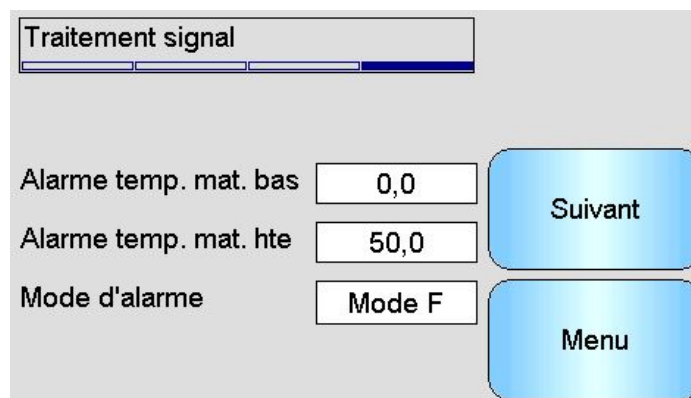 Traitement signal
Alarme temp. mat. bas 0,0
Alarme temp. mat. hte 50,0
Mode d'alarme Mode F
Suivant
Menu